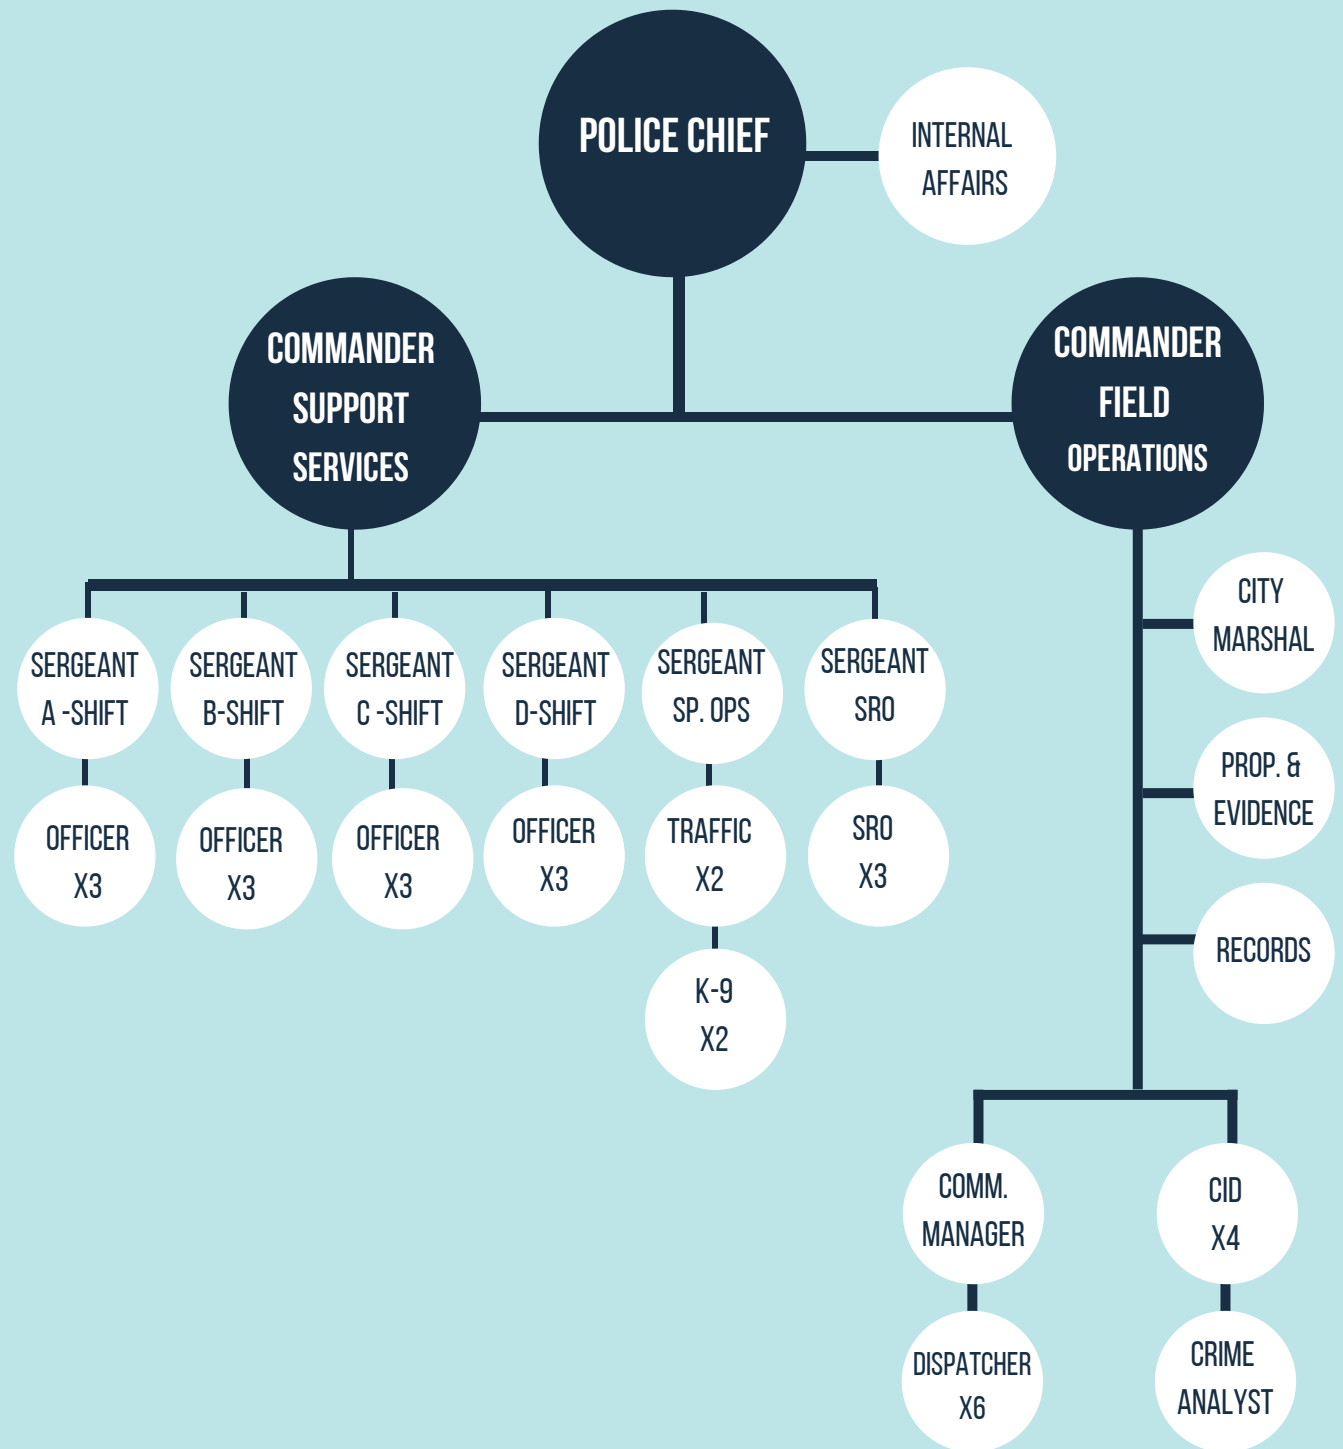 POLICE CHIEF
INTERNAL
AFFAIRS
COMMANDER
SUPPORT
SERVICES
COMMANDER
FIELD
OPERATIONS
SERGEANT
A -SHIFT
SERGEANT
B-SHIFT
SERGEANT
C -SHIFT
SERGEANT
D-SHIFT
SERGEANT
SP. OPS
SERGEANT
SRO
OFFICER
X3
OFFICER
X3
OFFICER
X3
OFFICER
X3
TRAFFIC
X2
SRO
X3
K-9
X2
CITY
MARSHAL
PROP. &
EVIDENCE
RECORDS
COMM.
MANAGER
CID
X4
DISPATCHER
X6
CRIME
ANALYST